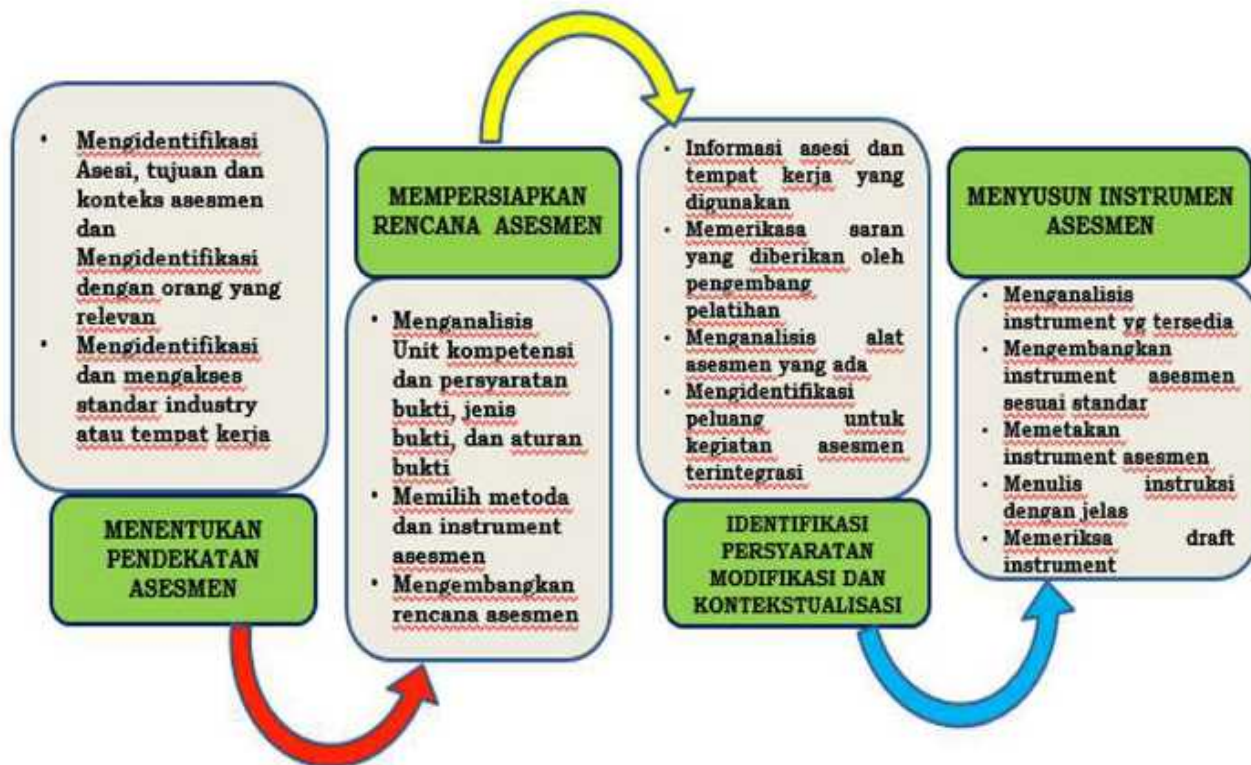 Mengidentifikasi
Asesi, tujuan dan
konteks asesmen
dan
Mengidentifikasi
dengan orang yang
relevan
Mengidentifikasi
dan mengakses
standar industry
atau tempat kerja
MENENTUKAN
PENDEKATAN
ASESMEN
MEMPERSIAPKAN
RENCANA ASESMEN
Menganalisis
Unit kompetensi
dan persyaratan
bukti, jenis
bukti, dan aturan
bukti
Memilih metoda
dan instrument
asesmen
Mengembangkan
rencana asesmen
Informasi asesi dan
tempat kerja yang
digunakan
Memerikasa saran
yang diberikan oleh
pengembang
pelatihan
Menganalisis alat
asesmen yang ada
Mengidentifikasi
peluang untuk
kegiatan asesmen
terintegrasi
IDENTIFIKASI
PERSYARATAN
MODIFIKASI DAN
KONTEKSTUALISASI
MENYUSUN INSTRUMEN
ASESMEN
Menganalisis
instrument yg tersedia
Mengembangkan
instrument asesmen
sesuai standar
Memetakan
instrument asesmen
Menulis instruksi
dengan jelas
Memeriksa draft
instrument